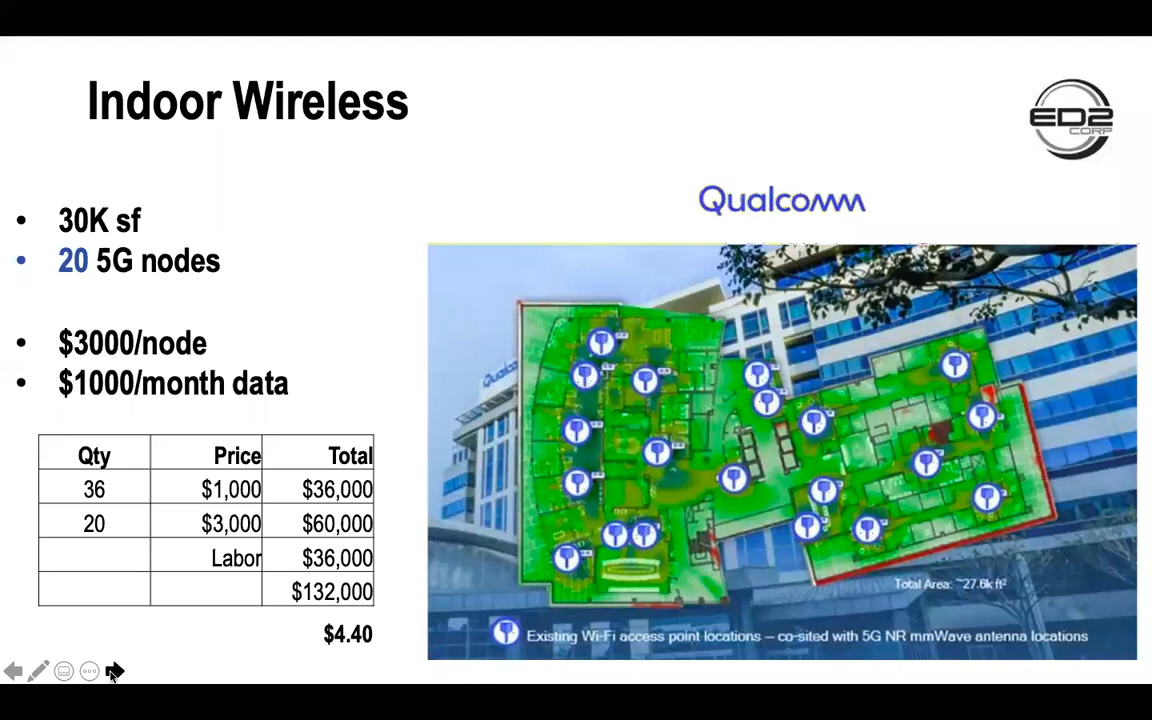 Indoor Wireless
ED2
CORP
Qualcomm
• 30K sf
• 20 5G nodes
• $3000/node
• $1000/month data
Qty Price Total
36 $1,000 $36,000
20 $3,000 $60,000
Labor $36,000
$132,000
$4.40
Total Area: ~27.6k ft²
Existing Wi-Fi access point locations – co-sited with 5G NR mmWave antenna locations